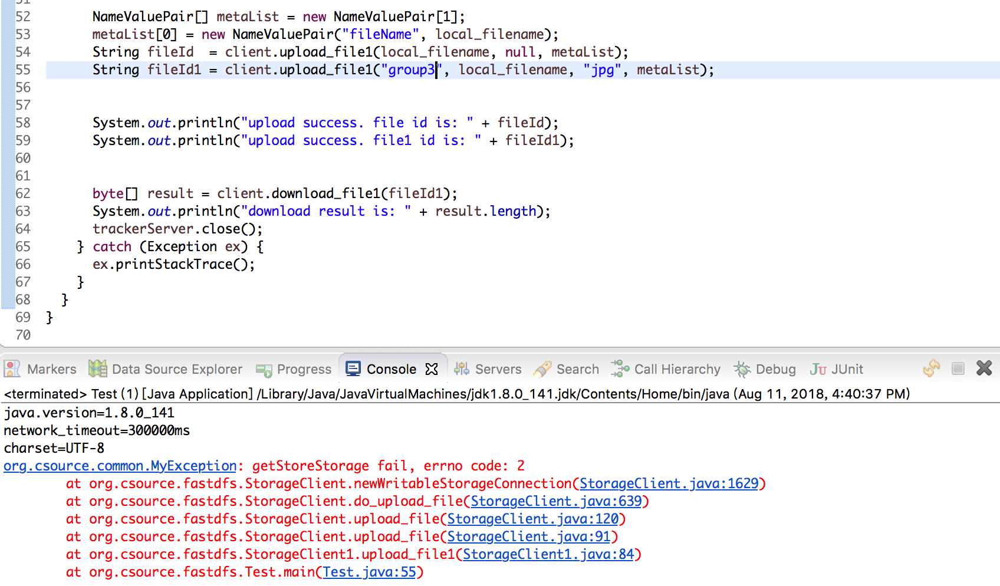 51
52 NameValuePair[] metaList = new NameValuePair[1];
53 metaList[0] = new NameValuePair("fileName", local_filename);
54 String fileId  = client.upload_file1(local_filename, null, metaList);
55 String fileId1 = client.upload_file1("group3", local_filename, "jpg", metaList);
56
57
58 System.out.println("upload success. file id is: " + fileId);
59 System.out.println("upload success. file1 id is: " + fileId1);
60
61
62 byte[] result = client.download_file1(fileId1);
63 System.out.println("download result is: " + result.length);
64 trackerServer.close();
65 } catch (Exception ex) {
66 ex.printStackTrace();
67 }
68 }
69 }
70
Markers Data Source Explorer Progress Console Servers Search Call Hierarchy Debug JUnit
<terminated> Test (1) [Java Application] /Library/Java/JavaVirtualMachines/jdk1.8.0_141.jdk/Contents/Home/bin/java (Aug 11, 2018, 4:40:37 PM)
java.version=1.8.0_141
network_timeout=300000ms
charset=UTF-8
org.csource.common.MyException: getStoreStorage fail, errno code: 2
at org.csource.fastdfs.StorageClient.newWritableStorageConnection(StorageClient.java:1629)
at org.csource.fastdfs.StorageClient.do_upload_file(StorageClient.java:639)
at org.csource.fastdfs.StorageClient.upload_file(StorageClient.java:120)
at org.csource.fastdfs.StorageClient.upload_file(StorageClient.java:91)
at org.csource.fastdfs.StorageClient1.upload_file1(StorageClient1.java:84)
at org.csource.fastdfs.Test.main(Test.java:55)